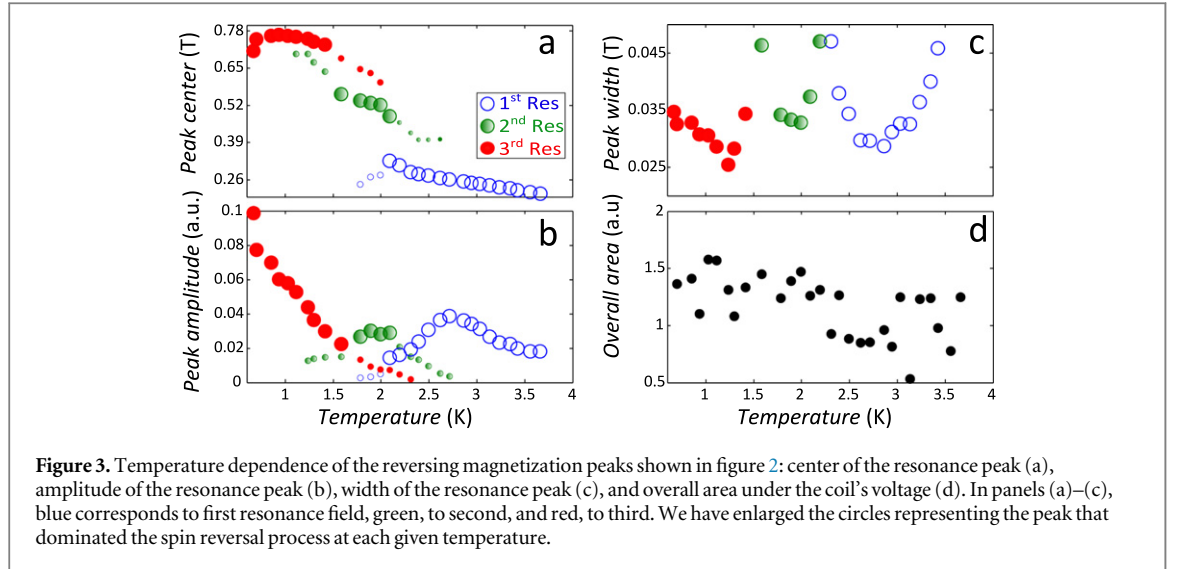 0.78
0.65
0.52
0.39
0.26
Peak center (T)
a
1st Res
2nd Res
3rd Res
0.045
0.035
0.025
Peak width (T)
c
0.1
0.08
0.06
0.04
0.02
0
Peak amplitude (a.u.)
b
1 1.5 2 2.5 3 3.5 4
Temperature (K)
2
1.5
1
0.5
Overall area (a.u)
d
1 1.5 2 2.5 3 3.5 4
Temperature (K)
Figure 3. Temperature dependence of the reversing magnetization peaks shown in figure 2: center of the resonance peak (a),
amplitude of the resonance peak (b), width of the resonance peak (c), and overall area under the coil’s voltage (d). In panels (a)–(c),
blue corresponds to first resonance field, green, to second, and red, to third. We have enlarged the circles representing the peak that
dominated the spin reversal process at each given temperature.